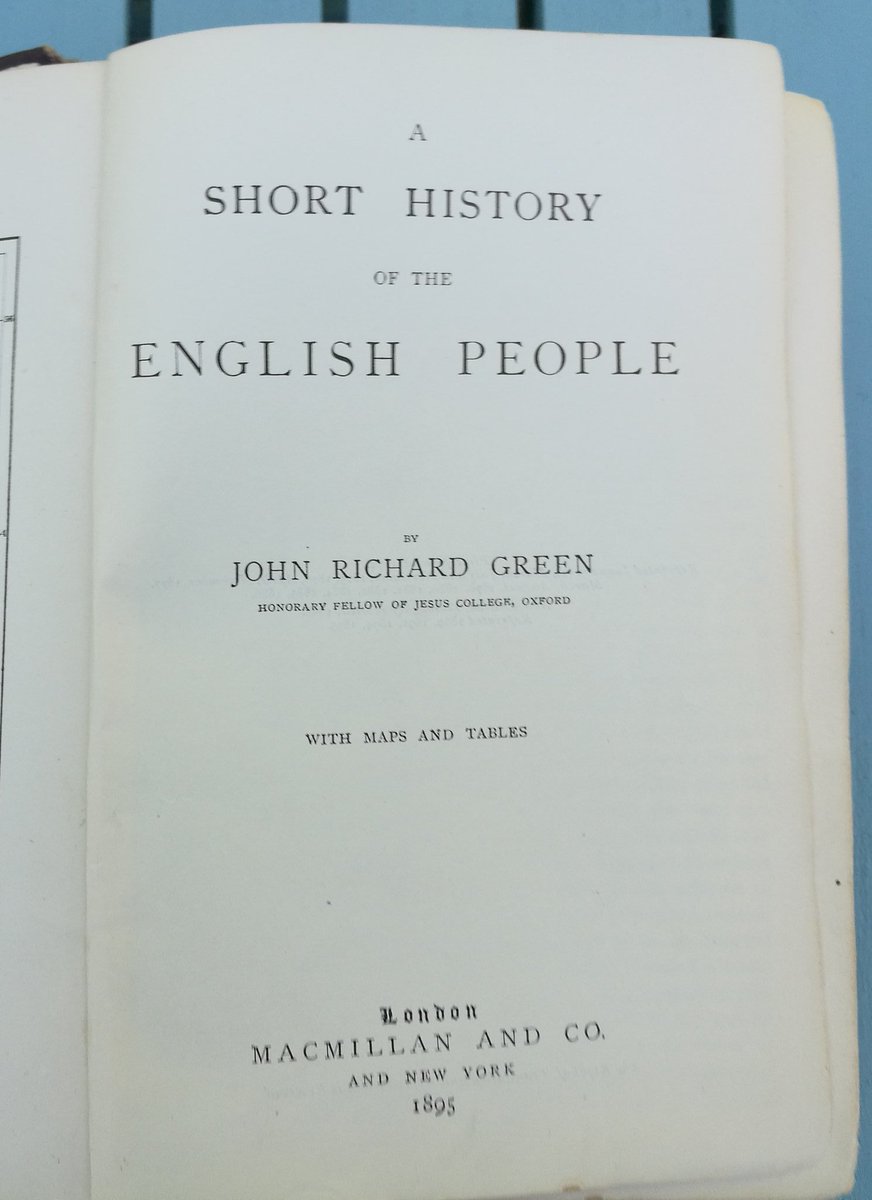 A
SHORT HISTORY
OF THE
ENGLISH PEOPLE
BY
JOHN RICHARD GREEN
HONORARY FELLOW OF JESUS COLLEGE, OXFORD
WITH MAPS AND TABLES
London
MACMILLAN AND CO.
AND NEW YORK
1895